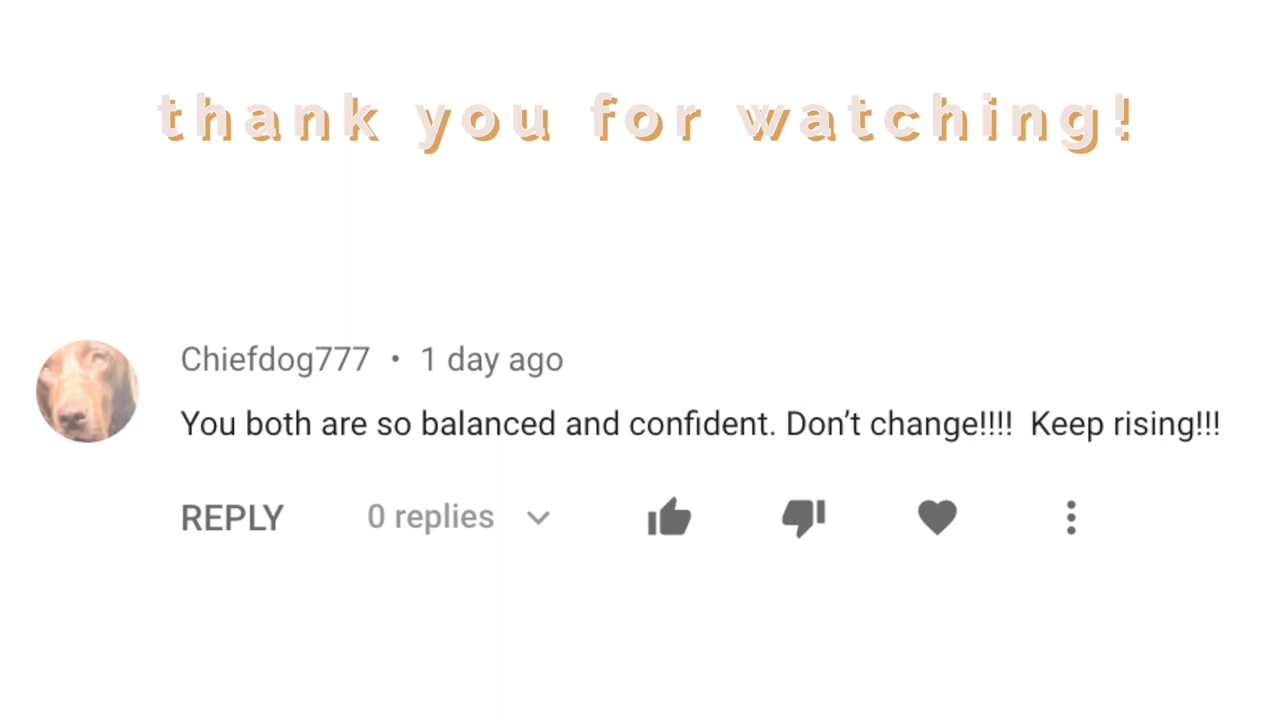 thank you for watching!
Chiefdog777 • 1 day ago
You both are so balanced and confident. Don’t change!!!!  Keep rising!!!
REPLY 0 replies